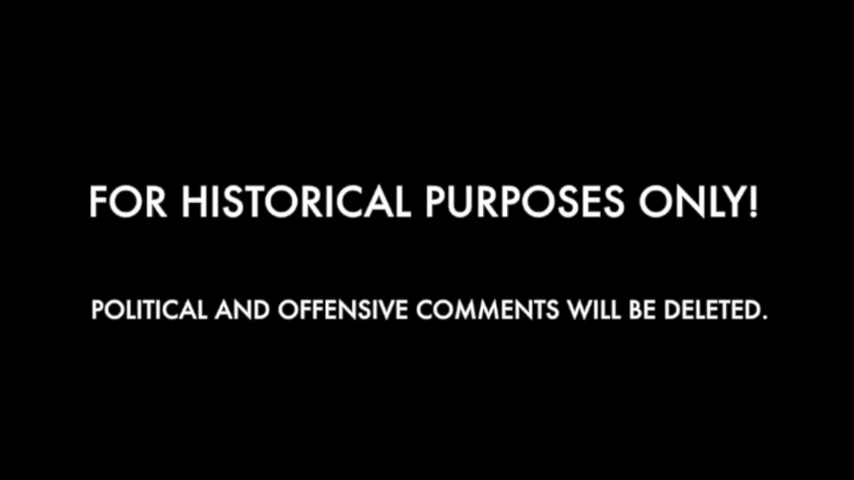 FOR HISTORICAL PURPOSES ONLY!
POLITICAL AND OFFENSIVE COMMENTS WILL BE DELETED.